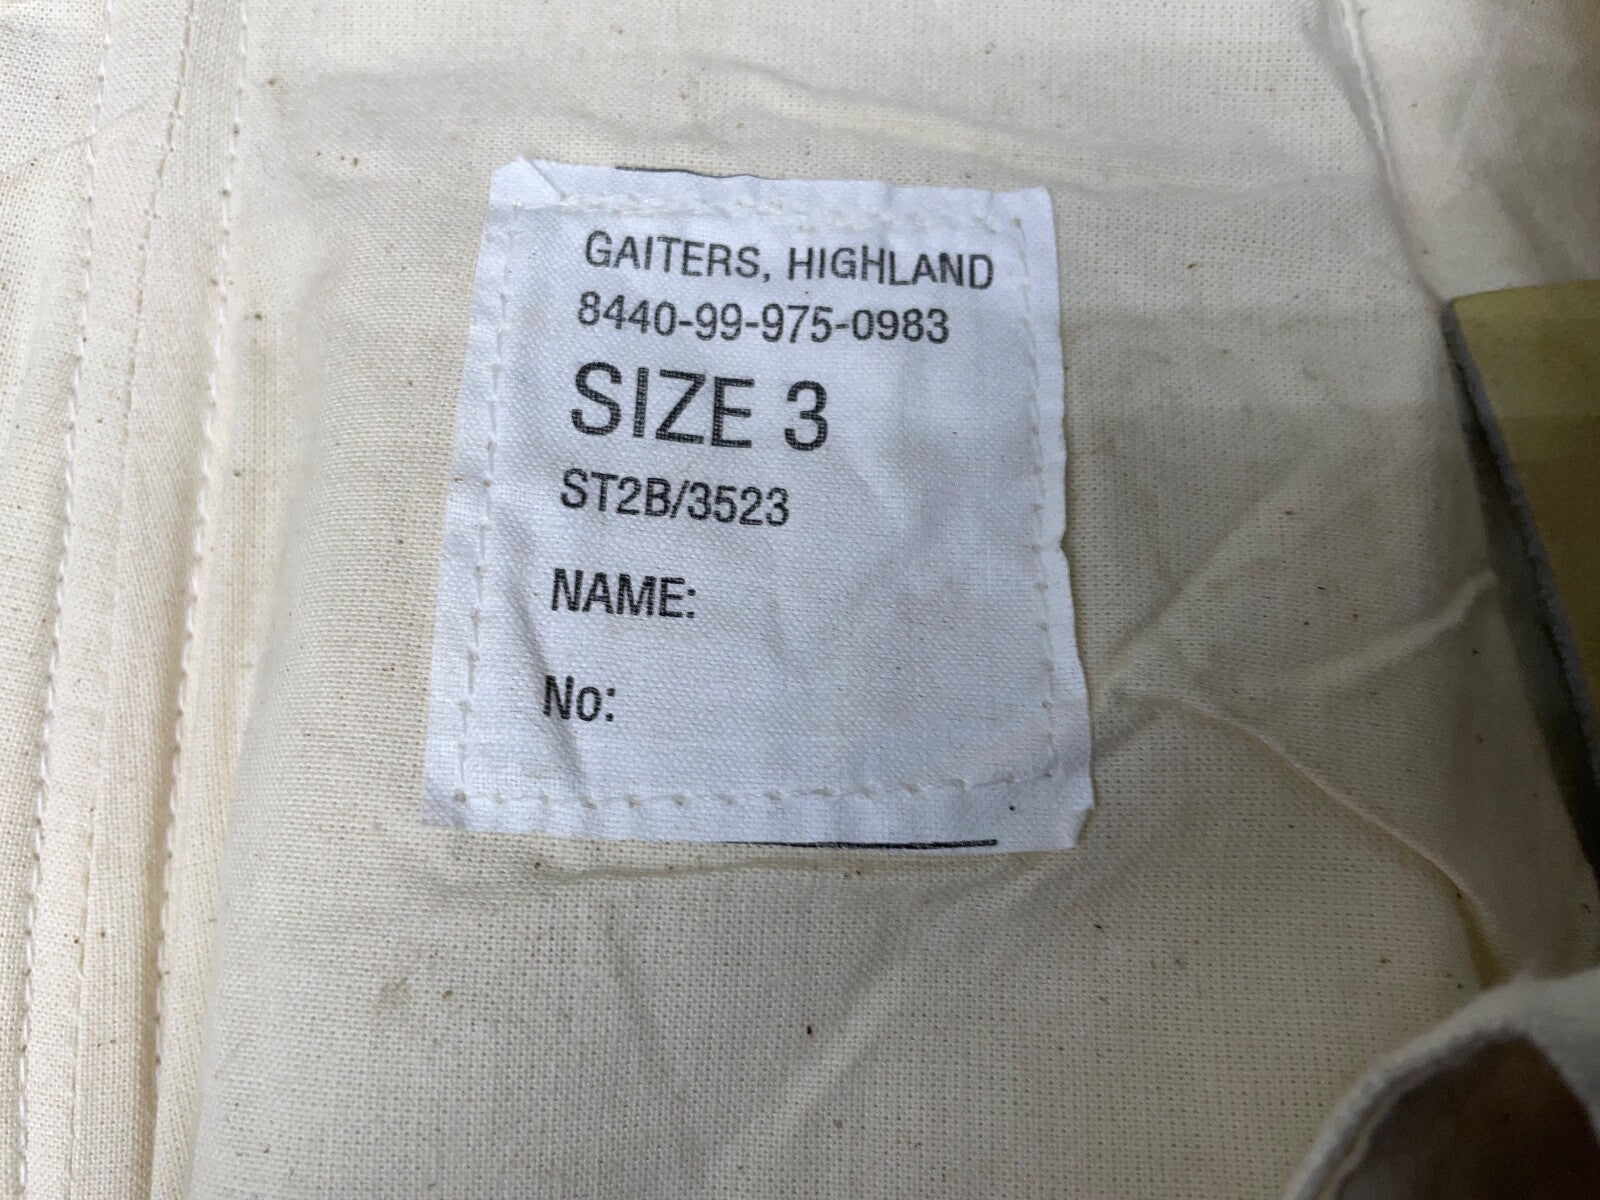 GAITERS, HIGHLAND
8440-99-975-0983
SIZE 3
ST2B/3523
NAME:
No: